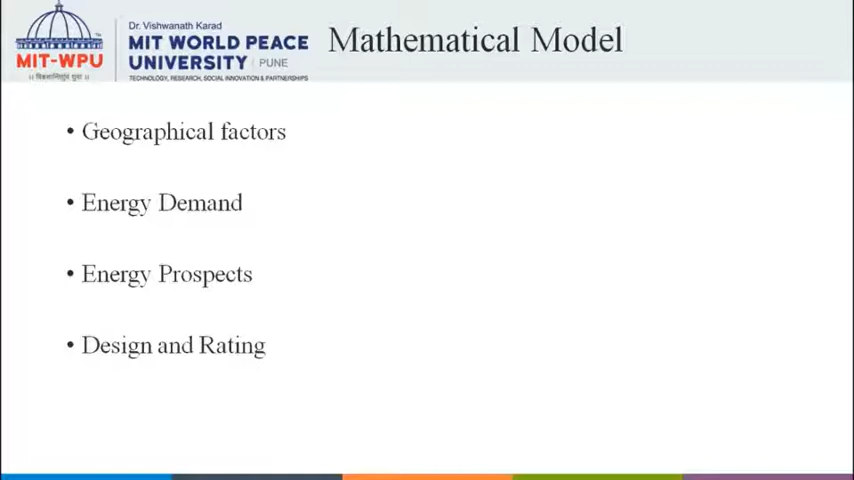 Dr. Vishwanath Karad
MIT WORLD PEACE
UNIVERSITY | PUNE
TECHNOLOGY, RESEARCH, SOCIAL INNOVATION & PARTNERSHIPS
MIT-WPU
॥ विश्वशान्तिर्ध्रुवं ध्रुवा ॥
Mathematical Model
• Geographical factors
• Energy Demand
• Energy Prospects
• Design and Rating